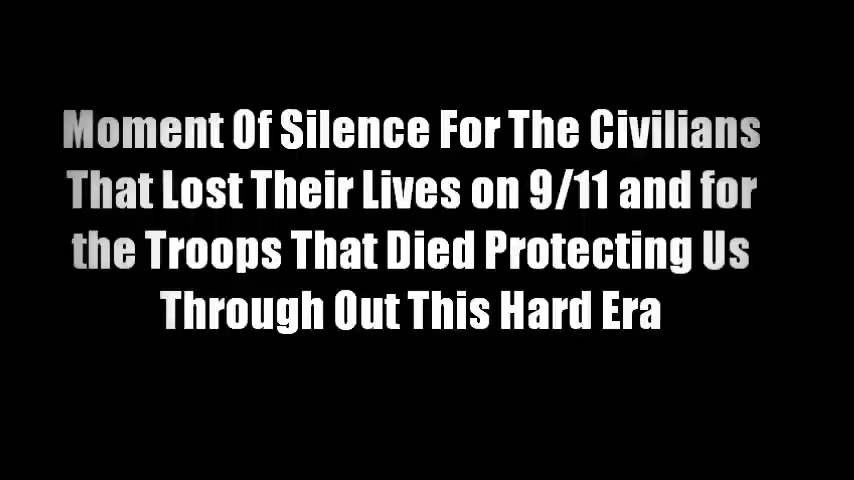 Moment Of Silence For The Civilians
That Lost Their Lives on 9/11 and for
the Troops That Died Protecting Us
Through Out This Hard Era